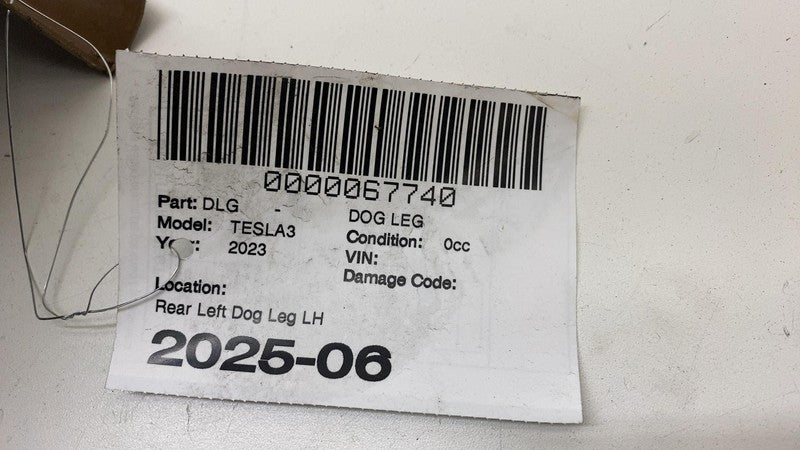 0000067740
Part: DLG - DOG LEG
Model: TESLA3 Condition: 0cc
Year: 2023 VIN:
Damage Code:
Location:
Rear Left Dog Leg LH
2025-06